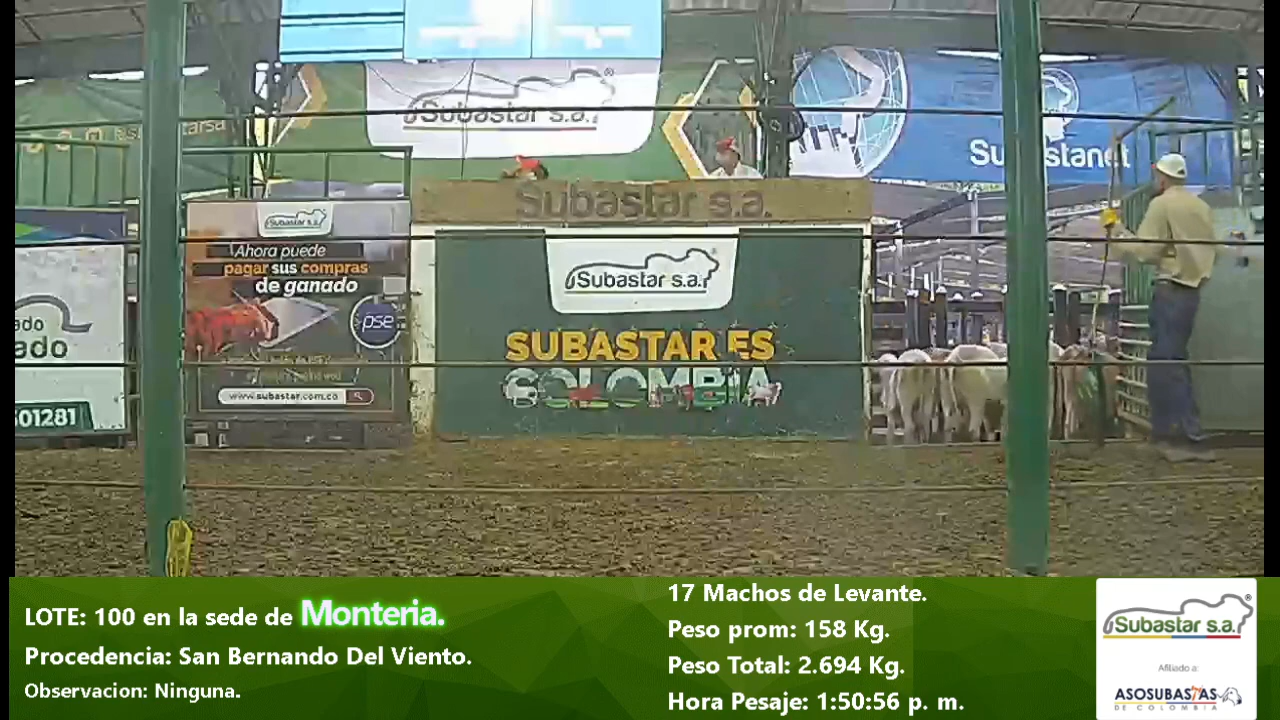 Subastar s.a.
Subastanet
Subastar s.a.
Subastar s.a.
Ahora puede
pagar sus compras
de ganado
pse
www.subastar.com.co
Subastar s.a.
SUBASTAR ES
COLOMBIA
ado
ado
501281
LOTE: 100 en la sede de Monteria.
Procedencia: San Bernando Del Viento.
Observacion: Ninguna.
17 Machos de Levante.
Peso prom: 158 Kg.
Peso Total: 2.694 Kg.
Hora Pesaje: 1:50:56 p. m.
Subastar s.a.
Afiliado a:
ASOSUBASTAS
DE COLOMBIA